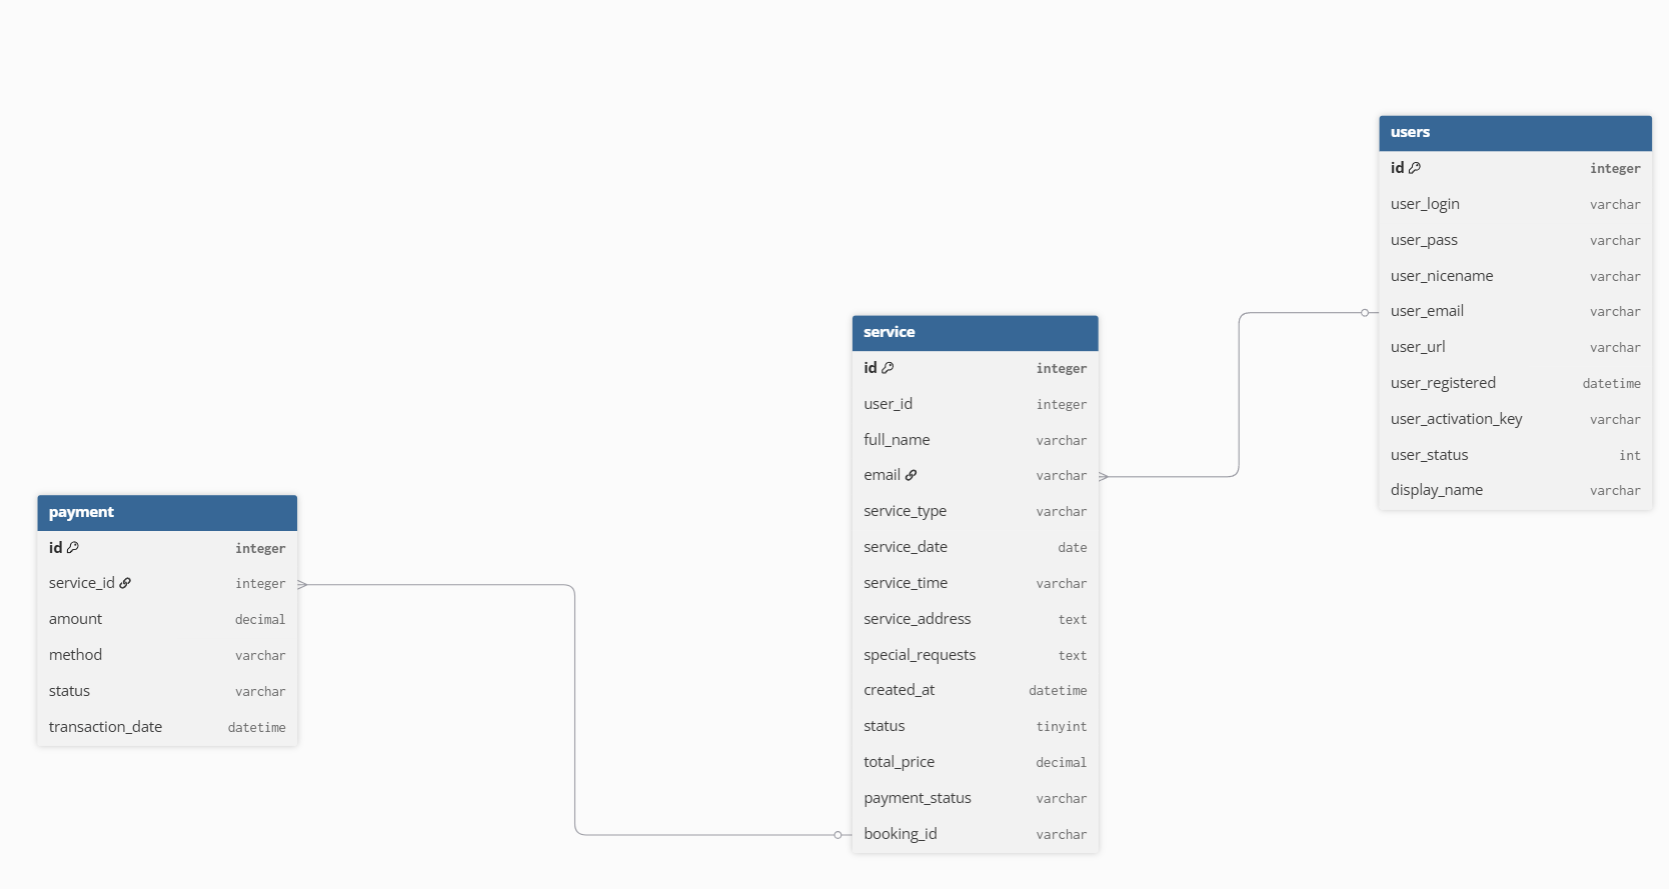 users
id integer
user_login varchar
user_pass varchar
user_nicename varchar
user_email varchar
user_url varchar
user_registered datetime
user_activation_key varchar
user_status int
display_name varchar
service
id integer
user_id integer
full_name varchar
email varchar
service_type varchar
service_date date
service_time varchar
service_address text
special_requests text
created_at datetime
status tinyint
total_price decimal
payment_status varchar
booking_id varchar
payment
id integer
service_id integer
amount decimal
method varchar
status varchar
transaction_date datetime